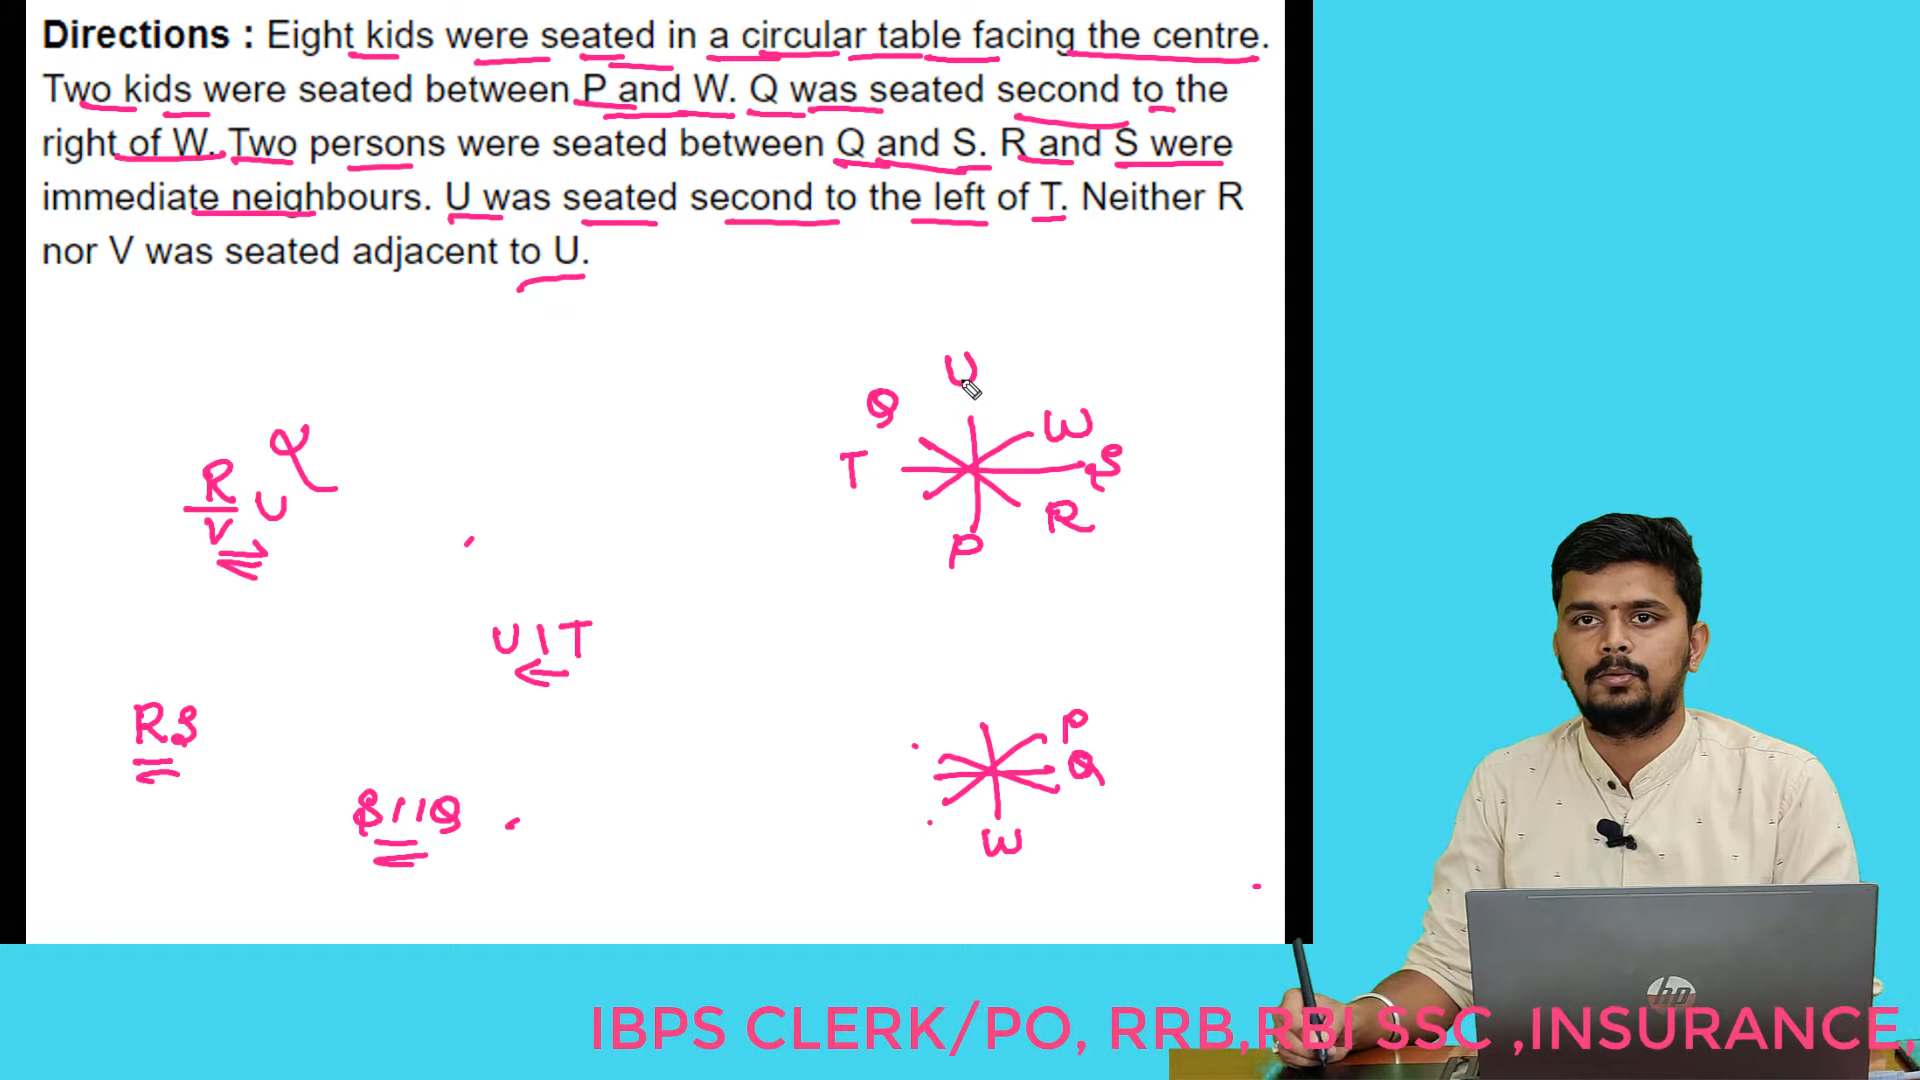 Directions : Eight kids were seated in a circular table facing the centre.
Two kids were seated between P and W. Q was seated second to the
right of W. Two persons were seated between Q and S. R and S were
immediate neighbours. U was seated second to the left of T. Neither R
nor V was seated adjacent to U.
U
Q
W
T
S
R
P
Q
R
V U
U I T
R S
S I I Q
P
Q
W
hp
IBPS CLERK/PO, RRB,RBI SSC ,INSURANCE,